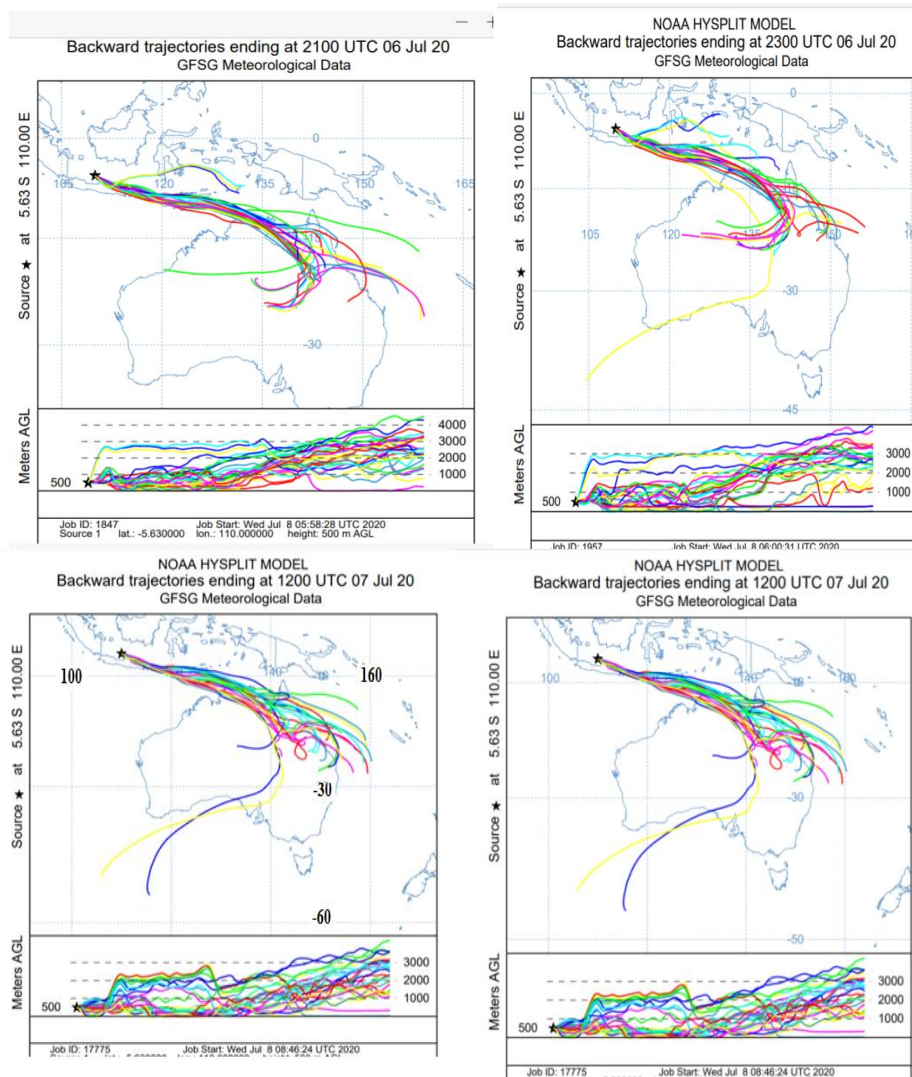 Backward trajectories ending at 2100 UTC 06 Jul 20
GFSG Meteorological Data
Source ★ at 5.63 S 110.00 E
0
105
120
135
150
165
-30
Meters AGL
4000
3000
2000
1000
500
Job ID: 1847 Job Start: Wed Jul 8 05:58:28 UTC 2020
Source 1 lat.: -5.630000 lon.: 110.000000 height: 500 m AGL
NOAA HYSPLIT MODEL
Backward trajectories ending at 2300 UTC 06 Jul 20
GFSG Meteorological Data
Source ★ at 5.63 S 110.00 E
0
105
120
135
150
-30
-45
Meters AGL
3000
2000
1000
500
Job ID: 1957 Job Start: Wed Jul 8 06:00:31 UTC 2020
NOAA HYSPLIT MODEL
Backward trajectories ending at 1200 UTC 07 Jul 20
GFSG Meteorological Data
Source ★ at 5.63 S 110.00 E
100
140
160
-30
-60
Meters AGL
3000
2000
1000
500
Job ID: 17775 Job Start: Wed Jul 8 08:46:24 UTC 2020
NOAA HYSPLIT MODEL
Backward trajectories ending at 1200 UTC 07 Jul 20
GFSG Meteorological Data
Source ★ at 5.63 S 110.00 E
100
140
160
-30
-50
Meters AGL
3000
2000
1000
500
Job ID: 17775 Job Start: Wed Jul 8 08:46:24 UTC 2020